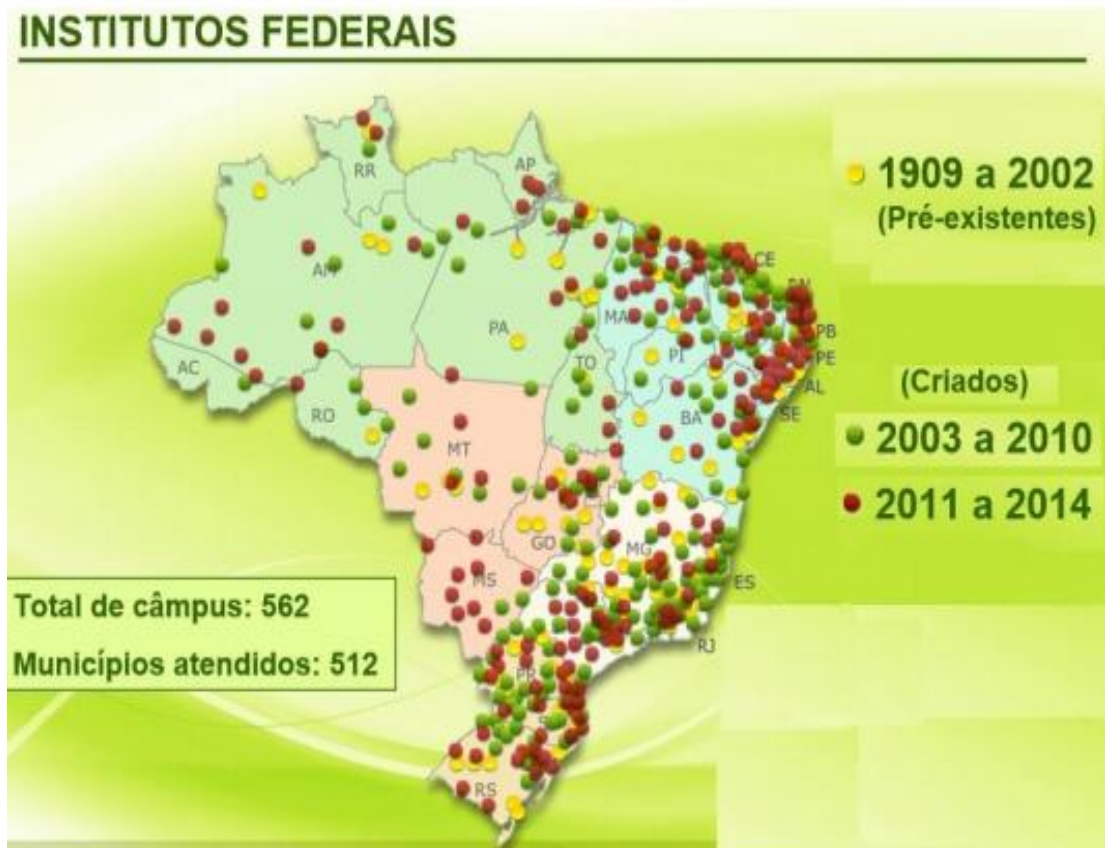 INSTITUTOS FEDERAIS
1909 a 2002
(Pré-existentes)
(Criados)
2003 a 2010
2011 a 2014
Total de câmpus: 562
Municípios atendidos: 512
RR
AP
AM
PA
MA
CE
RN
PB
PE
PI
AL
SE
AC
RO
TO
BA
MT
GO
MG
ES
MS
RJ
PR
RS